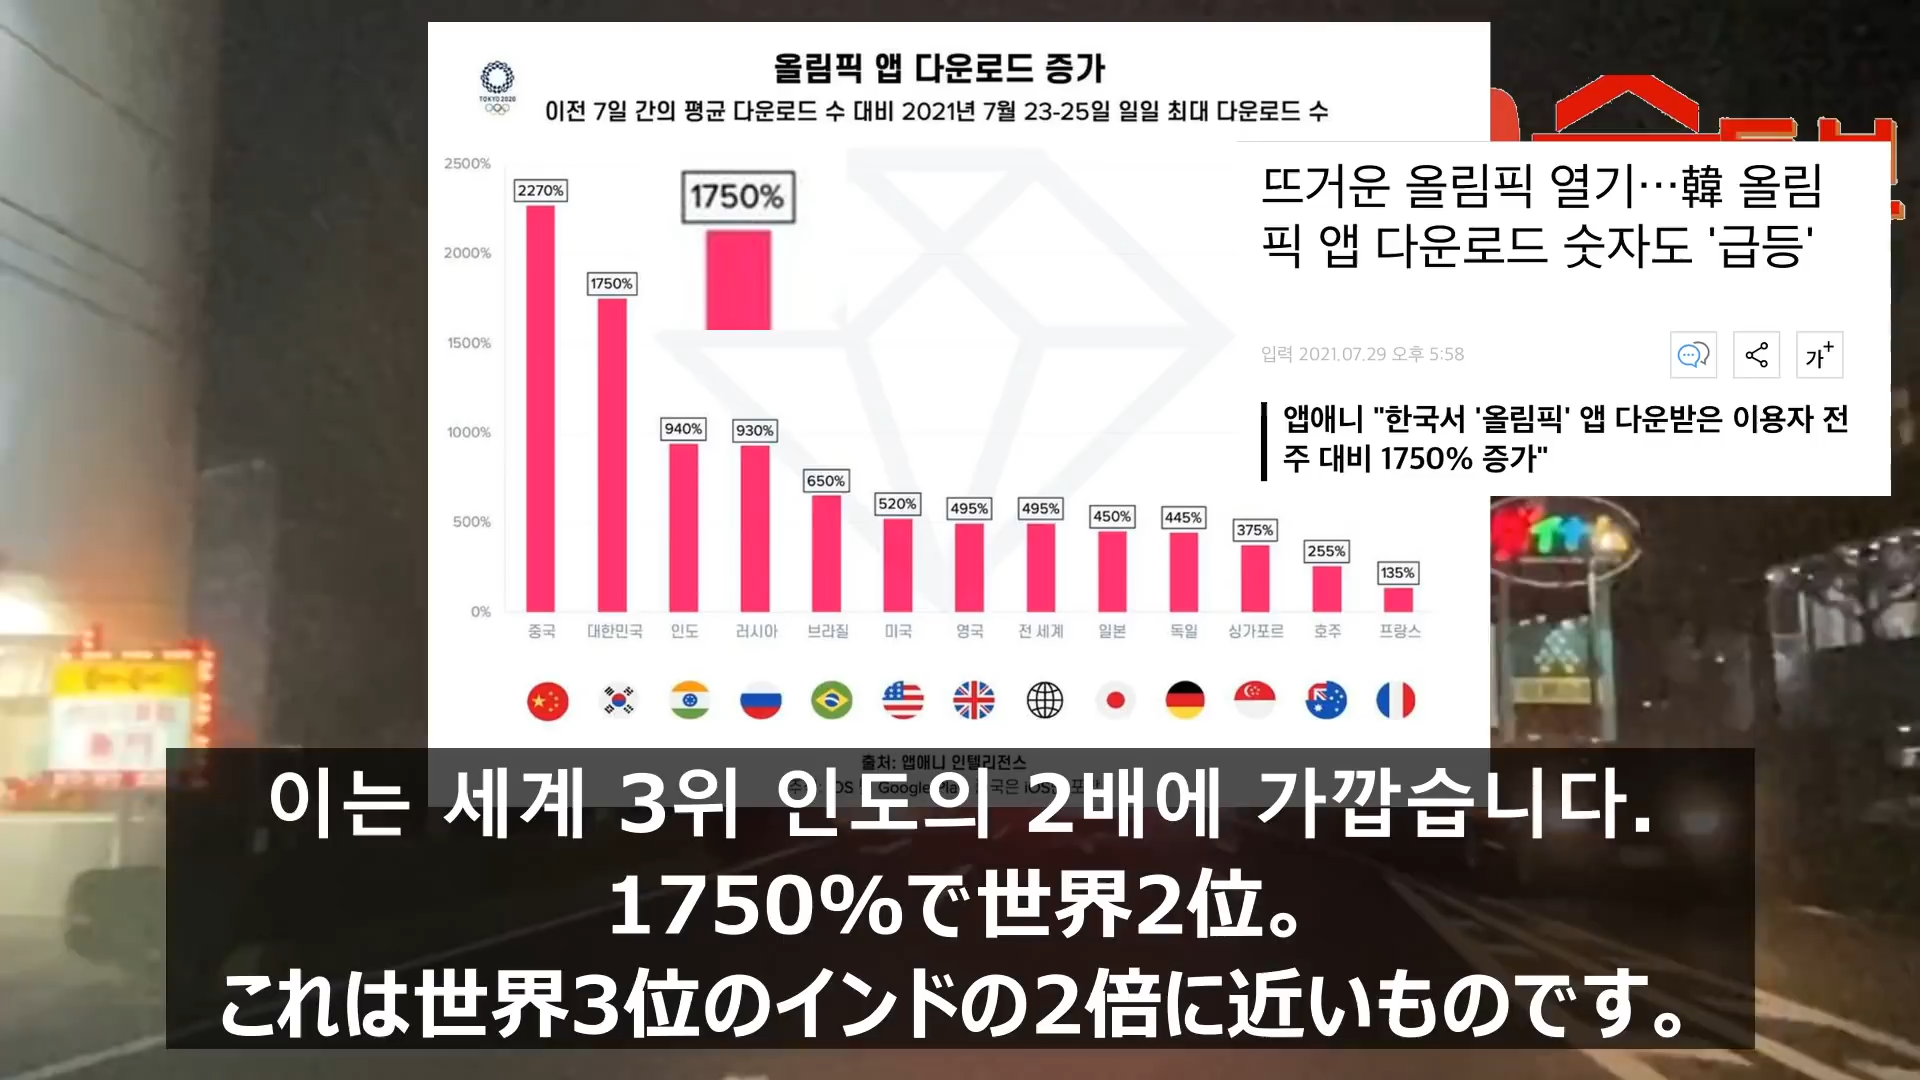 올림픽 앱 다운로드 증가
TOKYO 2020
이전 7일 간의 평균 다운로드 수 대비 2021년 7월 23-25일 일일 최대 다운로드 수
2500%
2000%
1500%
1000%
500%
0%
2270%
1750%
1750%
940%
930%
650%
520%
495%
495%
450%
445%
375%
255%
135%
중국 대한민국 인도 러시아 브라질 미국 영국 전 세계 일본 독일 싱가포르 호주 프랑스
뜨거운 올림픽 열기…韓 올림
픽 앱 다운로드 숫자도 '급등'
입력 2021.07.29 오후 5:58
가+
앱애니 "한국서 '올림픽' 앱 다운받은 이용자 전
주 대비 1750% 증가"
출처: 앱애니 인텔리전스
이는 세계 3위 인도의 2배에 가깝습니다.
1750%で世界2位。
これは世界3位のインドの2倍に近いものです。